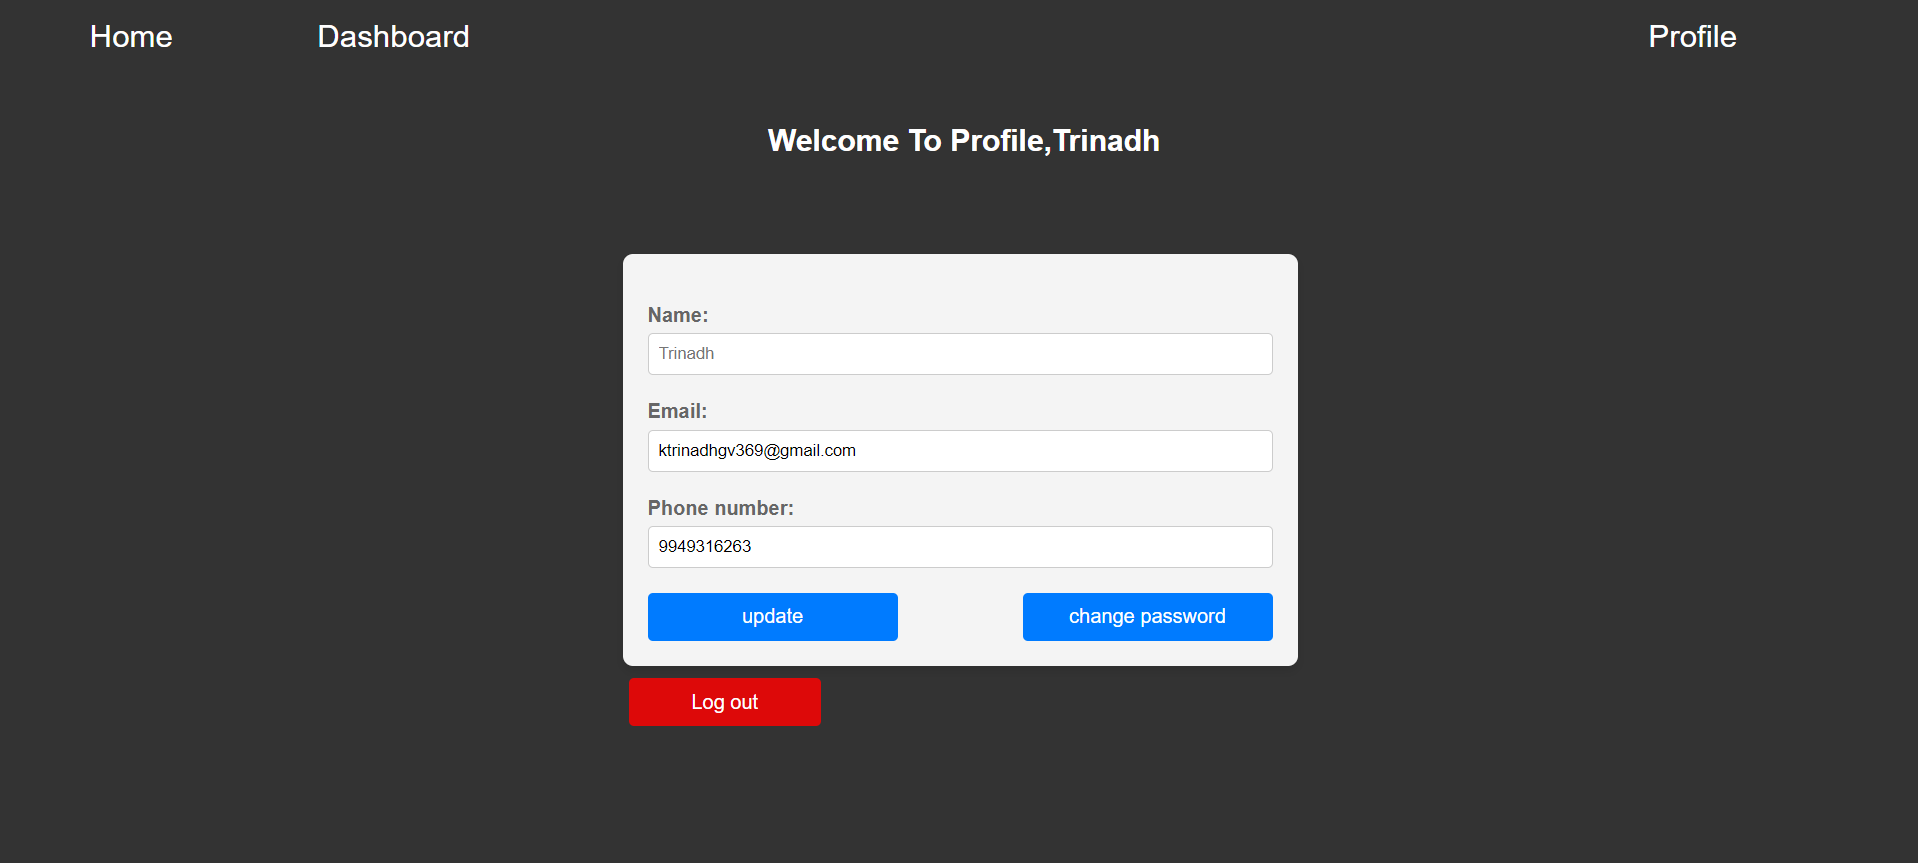 Home Dashboard Profile
Welcome To Profile,Trinadh
Name:
Trinadh
Email:
ktrinadhgv369@gmail.com
Phone number:
9949316263
update change password
Log out